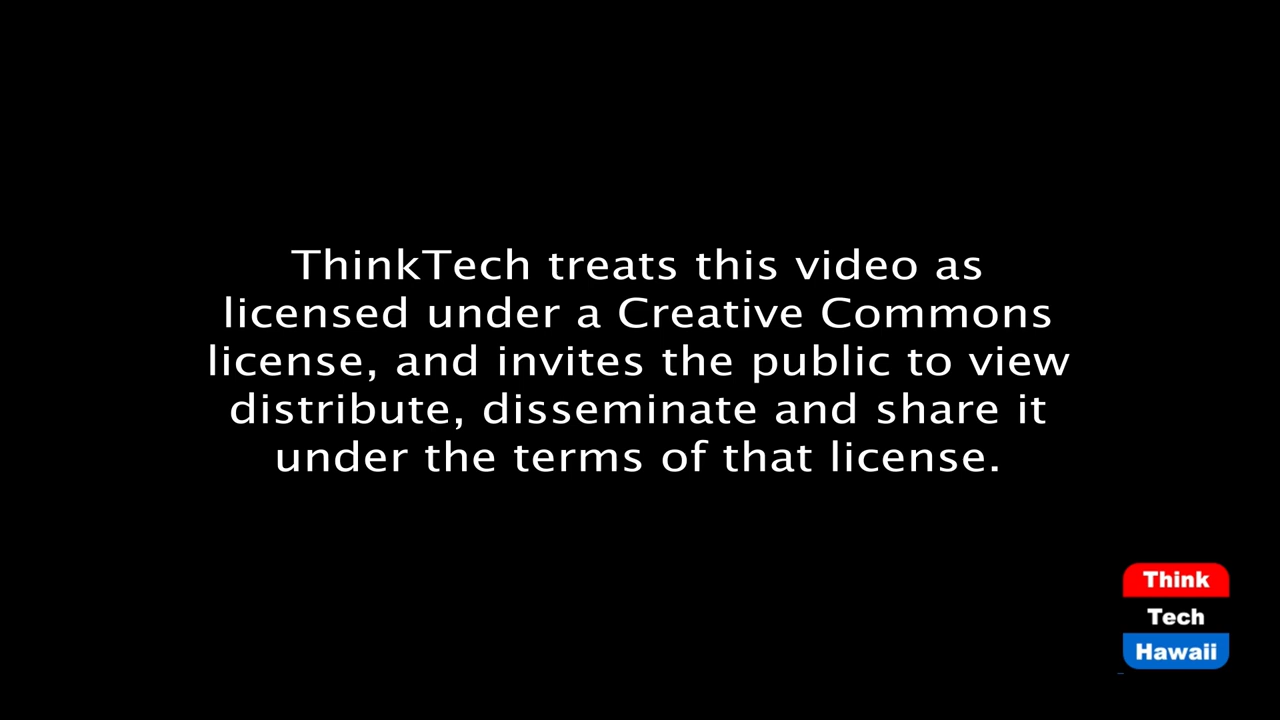 ThinkTech treats this video as
licensed under a Creative Commons
license, and invites the public to view
distribute, disseminate and share it
under the terms of that license.
Think
Tech
Hawaii